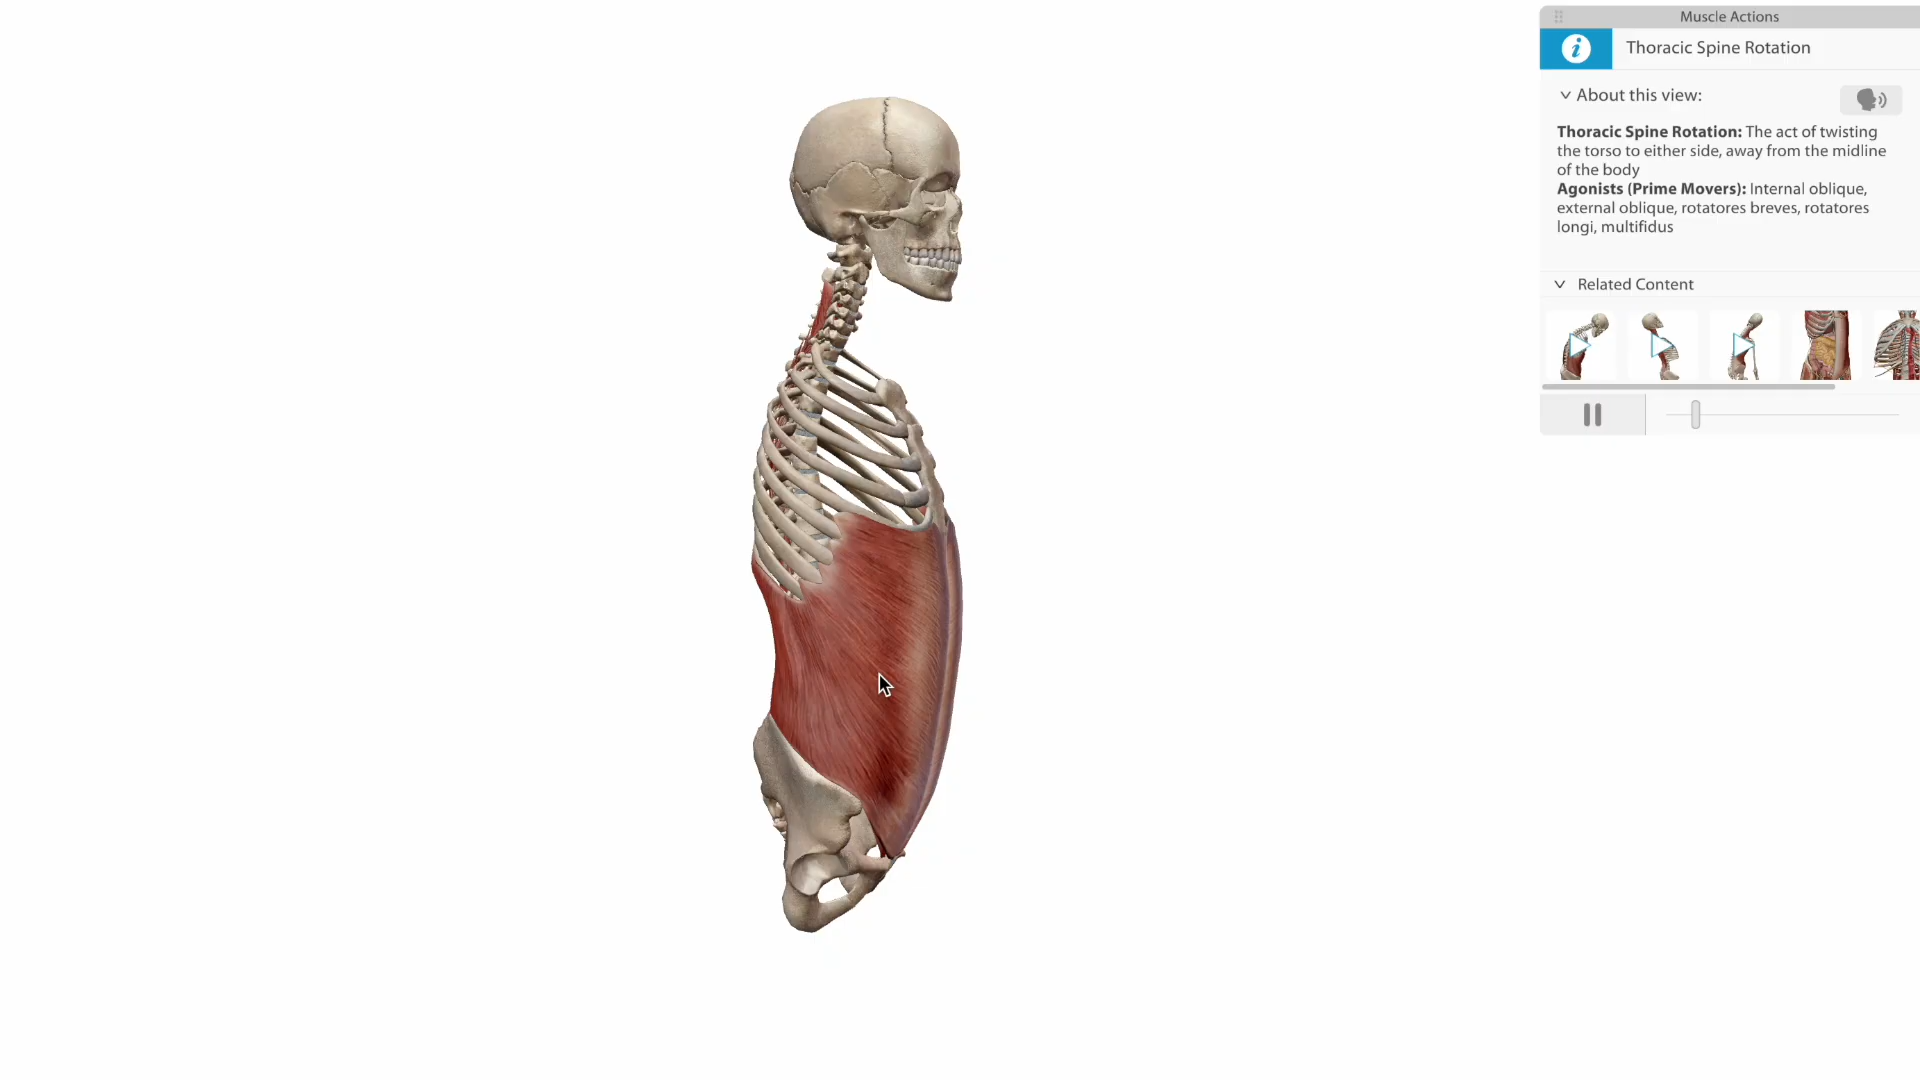 Muscle Actions
Thoracic Spine Rotation
About this view:
Thoracic Spine Rotation: The act of twisting
the torso to either side, away from the midline
of the body
Agonists (Prime Movers): Internal oblique,
external oblique, rotatores breves, rotatores
longi, multifidus
Related Content